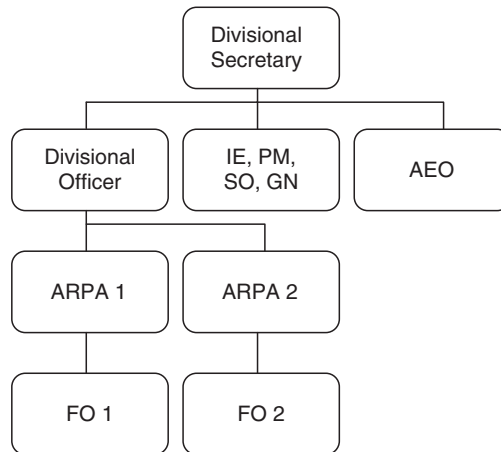 Divisional
Secretary
Divisional
Officer
IE, PM,
SO, GN
AEO
ARPA 1
ARPA 2
FO 1
FO 2